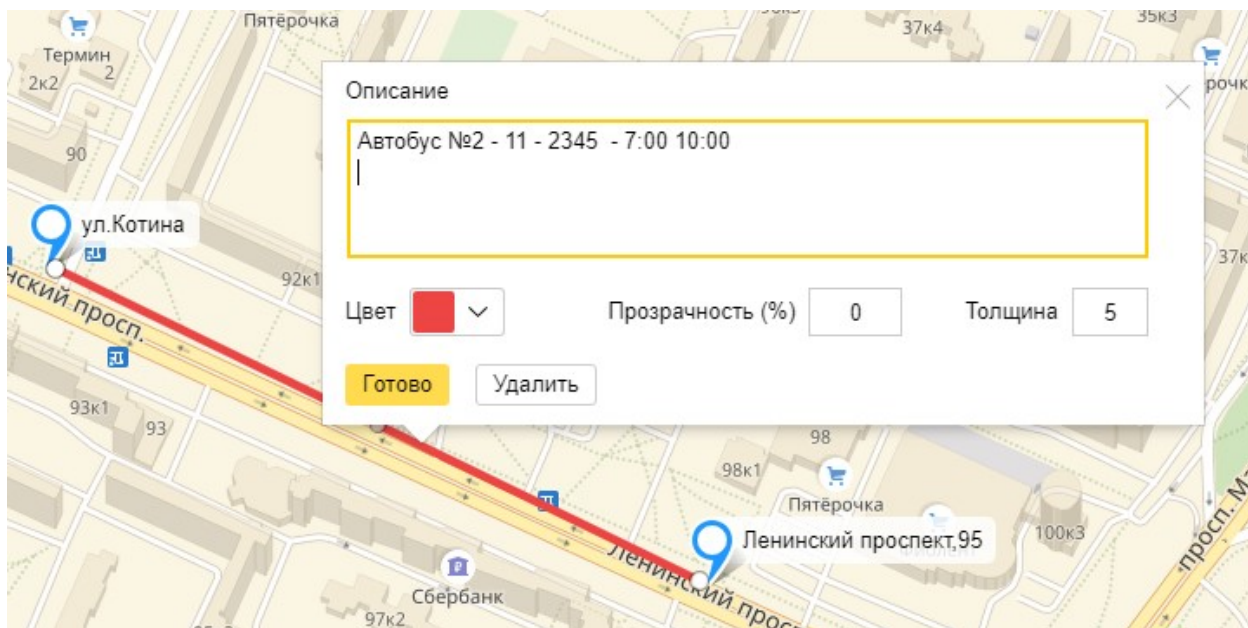 Пятёрочка
37к4
35к3
Термин
2к2
2
Описание
Автобус №2 - 11 - 2345 - 7:00 10:00
90
ул.Котина
37к
92к1
Цвет
Прозрачность (%) 0
Толщина 5
нский просп.
Готово
Удалить
93к1
93
98
98к1
Пятёрочка
100к3
Ленинский проспект,95
просп. М
Ленинский просп
Сбербанк
97к2